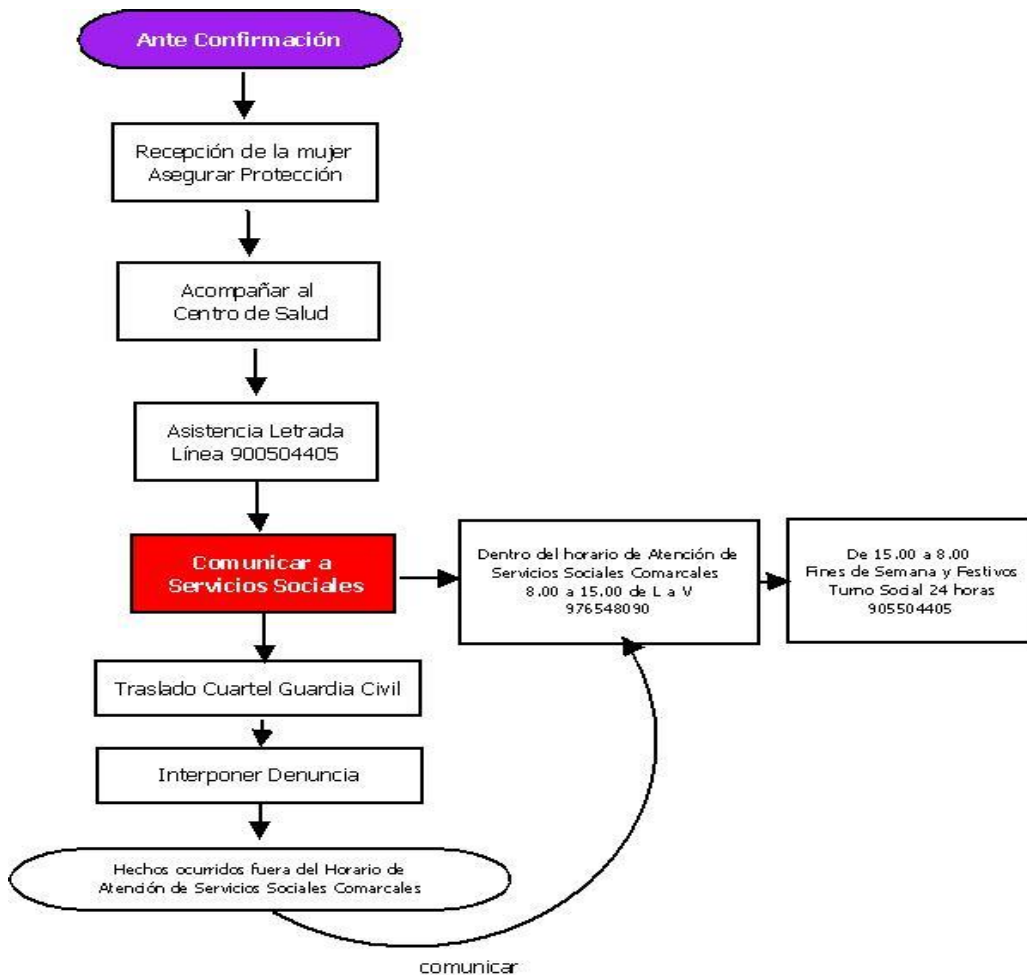 Ante Confirmación
Recepción de la mujer
Asegurar Protección
Acompañar al
Centro de Salud
Asistencia Letrada
Línea 900504405
Comunicar a
Servicios Sociales
Dentro del horario de Atención de
Servicios Sociales Comarcales
8.00 a 15.00 de L a V
976548090
De 15.00 a 8.00
Fines de Semana y Festivos
Turno Social 24 horas
905504405
Traslado Cuartel Guardia Civil
Interponer Denuncia
Hechos ocurridos fuera del Horario de
Atención de Servicios Sociales Comarcales
comunicar